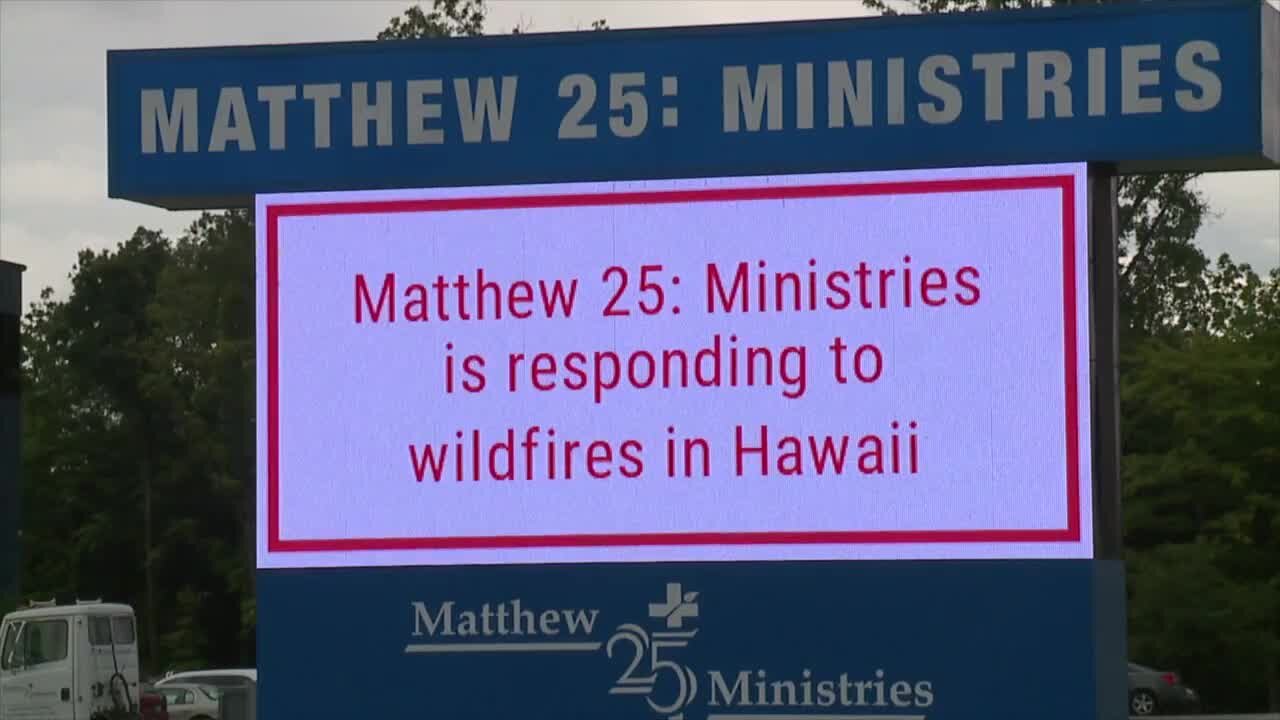 MATTHEW 25: MINISTRIES
Matthew 25: Ministries
is responding to
wildfires in Hawaii
Matthew 25 Ministries